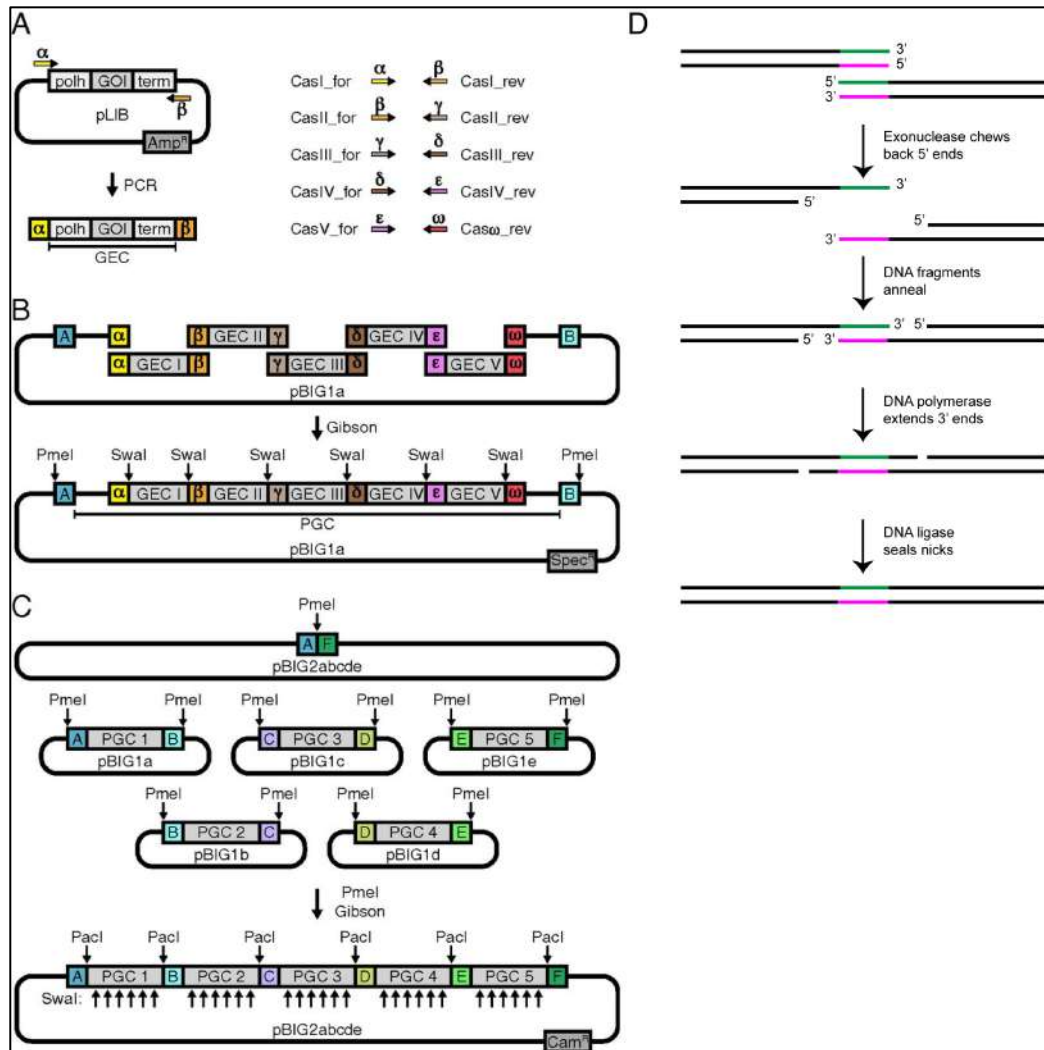 A
α
polh GOI term
β
pLIB
Amp^R
PCR
α polh GOI term β
GEC
α β
CasI_for CasI_rev
β γ
CasII_for CasII_rev
γ δ
CasIII_for CasIII_rev
δ ε
CasIV_for CasIV_rev
ε ω
CasV_for Casω_rev
B
A α β GEC II γ δ GEC IV ε ω B
α GEC I β γ GEC III δ ε GEC V ω
pBIG1a
Gibson
PmeI SwaI SwaI SwaI SwaI SwaI SwaI PmeI
A α GEC I β GEC II γ GEC III δ GEC IV ε GEC V ω B
PGC
pBIG1a
Spec^R
C
PmeI
A F
pBIG2abcde
PmeI PmeI PmeI PmeI PmeI PmeI
A PGC 1 B C PGC 3 D E PGC 5 F
pBIG1a pBIG1c pBIG1e
PmeI PmeI PmeI PmeI
B PGC 2 C D PGC 4 E
pBIG1b pBIG1d
PmeI
Gibson
PacI PacI PacI PacI PacI PacI
A PGC 1 B PGC 2 C PGC 3 D PGC 4 E PGC 5 F
SwaI:
pBIG2abcde
Cam^R
D
3'
5'
5'
3'
Exonuclease chews
back 5' ends
3'
5'
5'
3'
DNA fragments
anneal
3' 5'
5' 3'
DNA polymerase
extends 3' ends
DNA ligase
seals nicks